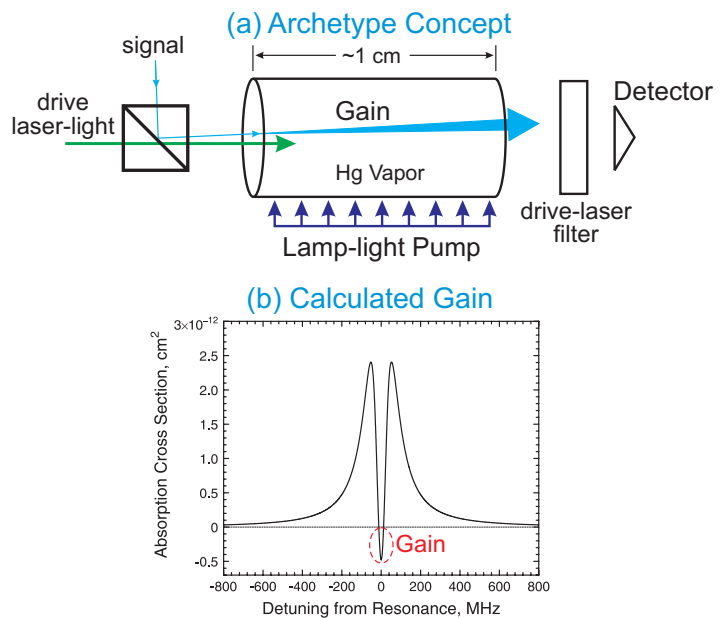 (a) Archetype Concept
signal
~1 cm
drive
laser-light
Gain
Detector
Hg Vapor
drive-laser
filter
Lamp-light Pump
(b) Calculated Gain
3×10⁻¹²
2.5
2.0
1.5
1.0
0.5
0
-0.5
Absorption Cross Section, cm²
Gain
-800 -600 -400 -200 0 200 400 600 800
Detuning from Resonance, MHz